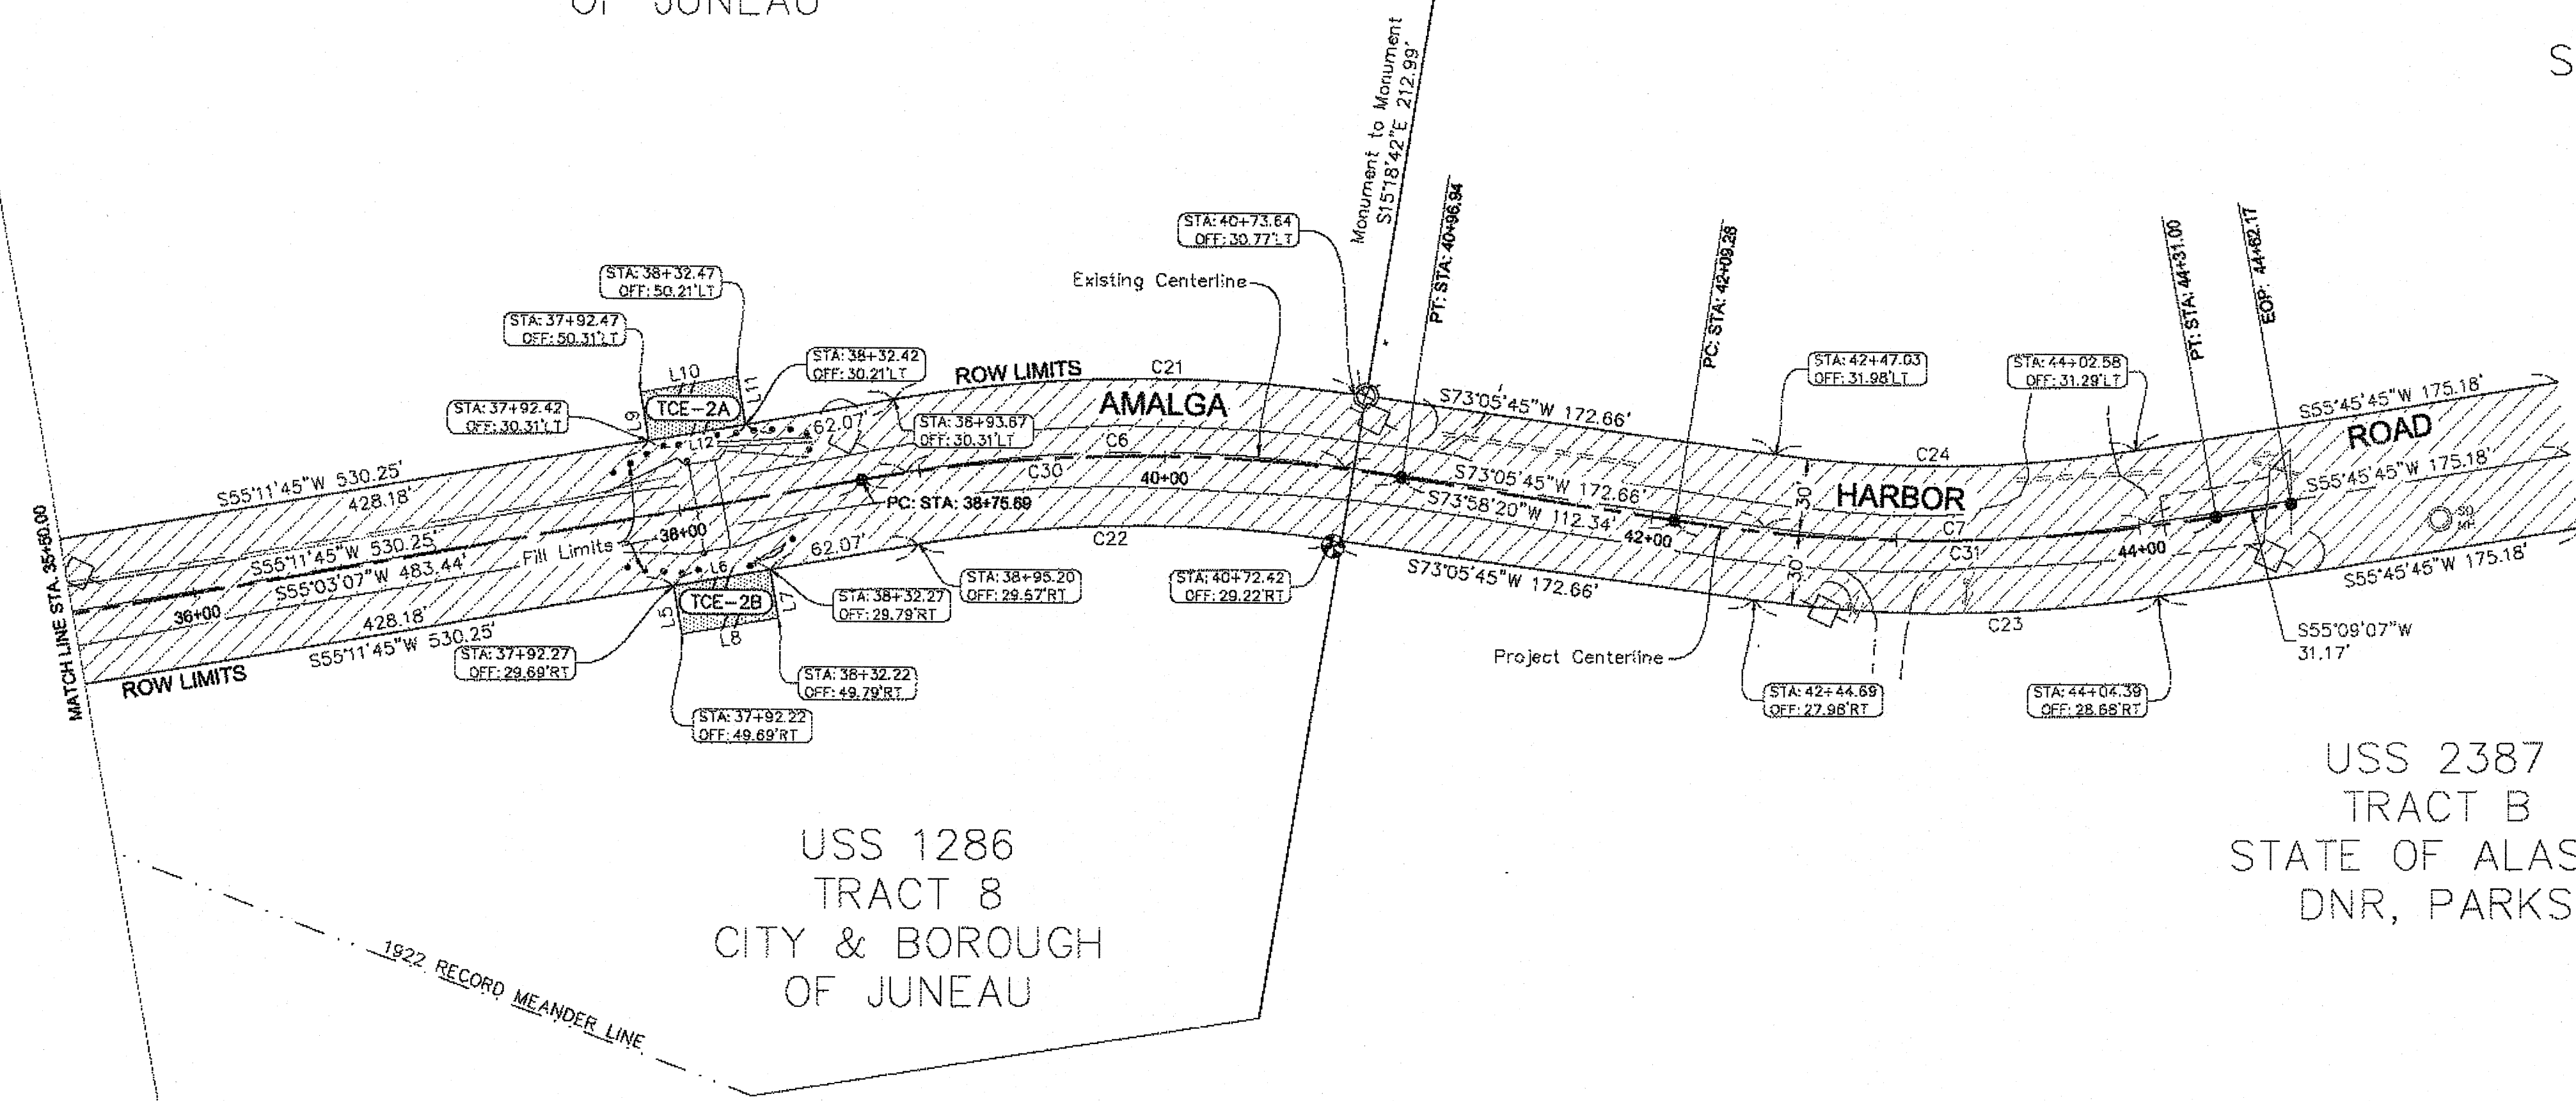 OF JUNEAU
S
Monument to Monument
S15°18'42"E 212.99'
STA: 40+73.64
OFF: 30.77'LT
PT: STA: 40+96.94
PC: STA: 42+09.28
PT: STA: 44+31.00
EOP: 44+62.17
STA: 38+32.47
OFF: 50.21'LT
Existing Centerline
STA: 37+92.47
OFF: 50.31'LT
STA: 38+32.42
OFF: 30.21'LT
ROW LIMITS
C21
STA: 42+47.03
OFF: 31.98'LT
STA: 44+02.58
OFF: 31.29'LT
L10
L11
L9
TCE-2A
STA: 37+92.42
OFF: 30.31'LT
L12
62.07'
STA: 38+93.67
OFF: 30.31'LT
AMALGA
C6
C30
40+00
S73°05'45"W 172.66'
S55°45'45"W 175.18'
ROAD
S55°11'45"W 530.25'
428.18'
PC: STA: 38+75.69
S73°05'45"W 172.66'
S73°58'20"W 112.34'
30'
HARBOR
C24
C7
C31
S55°45'45"W 175.18'
SD
MH
MATCH LINE STA. 35+50.00
S55°11'45"W 530.25'
S55°03'07"W 483.44'
Fill Limits
38+00
62.07'
C22
42+00
44+00
36+00
428.18'
S55°11'45"W 530.25'
ROW LIMITS
L5
L6
L7
L8
TCE-2B
STA: 38+95.20
OFF: 29.57'RT
STA: 40+72.42
OFF: 29.22'RT
S73°05'45"W 172.66'
30'
C23
S55°45'45"W 175.18'
STA: 38+32.27
OFF: 29.79'RT
STA: 37+92.27
OFF: 29.69'RT
STA: 38+32.22
OFF: 49.79'RT
STA: 37+92.22
OFF: 49.69'RT
Project Centerline
STA: 42+44.69
OFF: 27.98'RT
STA: 44+04.39
OFF: 28.68'RT
S55°09'07"W
31.17'
USS 2387
TRACT B
STATE OF ALAS
DNR, PARKS
USS 1286
TRACT 8
CITY & BOROUGH
OF JUNEAU
1922 RECORD MEANDER LINE